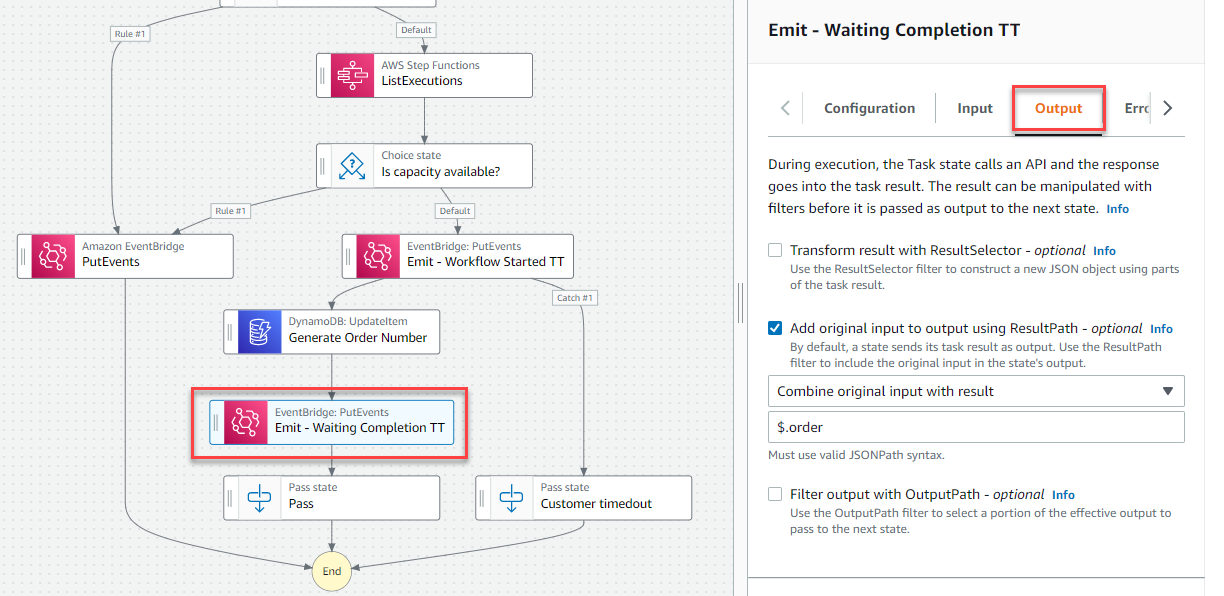 Rule #1
Default
AWS Step Functions
ListExecutions
Choice state
Is capacity available?
Rule #1
Default
Amazon EventBridge
PutEvents
EventBridge: PutEvents
Emit - Workflow Started TT
Catch #1
DynamoDB: UpdateItem
Generate Order Number
EventBridge: PutEvents
Emit - Waiting Completion TT
Pass state
Pass
Pass state
Customer timedout
End
Emit - Waiting Completion TT
Configuration
Input
Output
Erro
During execution, the Task state calls an API and the response
goes into the task result. The result can be manipulated with
filters before it is passed as output to the next state. Info
Transform result with ResultSelector - optional Info
Use the ResultSelector filter to construct a new JSON object using parts
of the task result.
Add original input to output using ResultPath - optional Info
By default, a state sends its task result as output. Use the ResultPath
filter to include the original input in the state's output.
Combine original input with result
$.order
Must use valid JSONPath syntax.
Filter output with OutputPath - optional Info
Use the OutputPath filter to select a portion of the effective output to
pass to the next state.